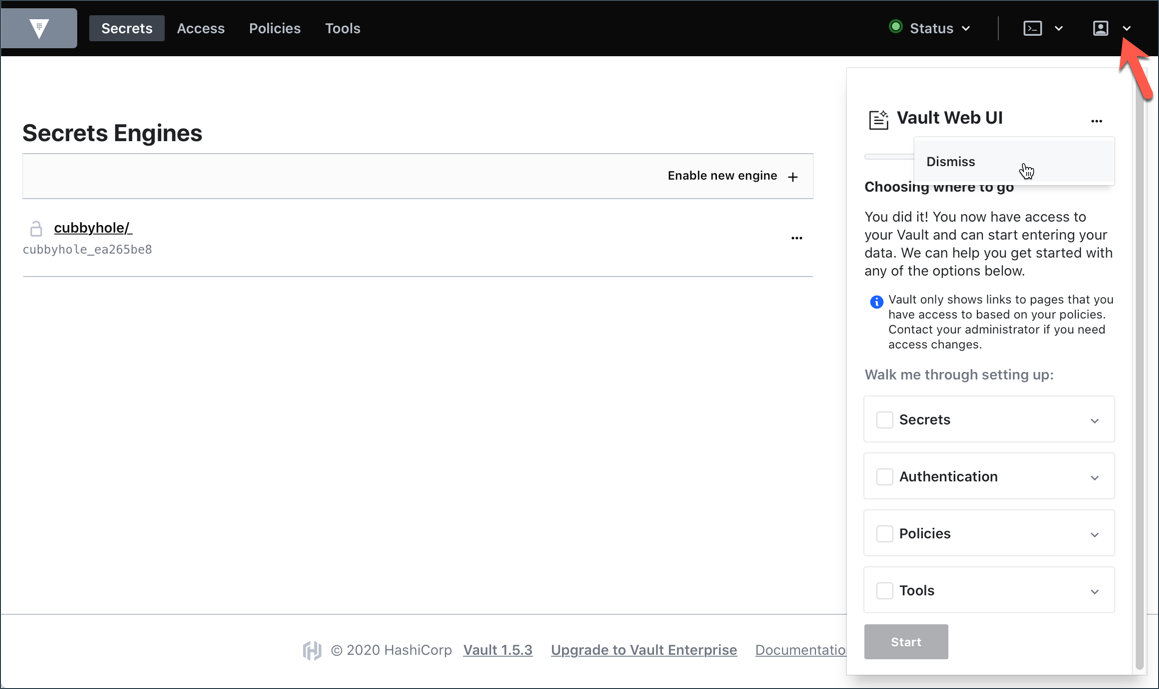 Secrets Access Policies Tools Status
Secrets Engines
Enable new engine +
cubbyhole/
cubbyhole_ea265be8
Vault Web UI
Dismiss
Choosing where to go
You did it! You now have access to
your Vault and can start entering your
data. We can help you get started with
any of the options below.
Vault only shows links to pages that you
have access to based on your policies.
Contact your administrator if you need
access changes.
Walk me through setting up:
Secrets
Authentication
Policies
Tools
Start
© 2020 HashiCorp Vault 1.5.3 Upgrade to Vault Enterprise Documentatio